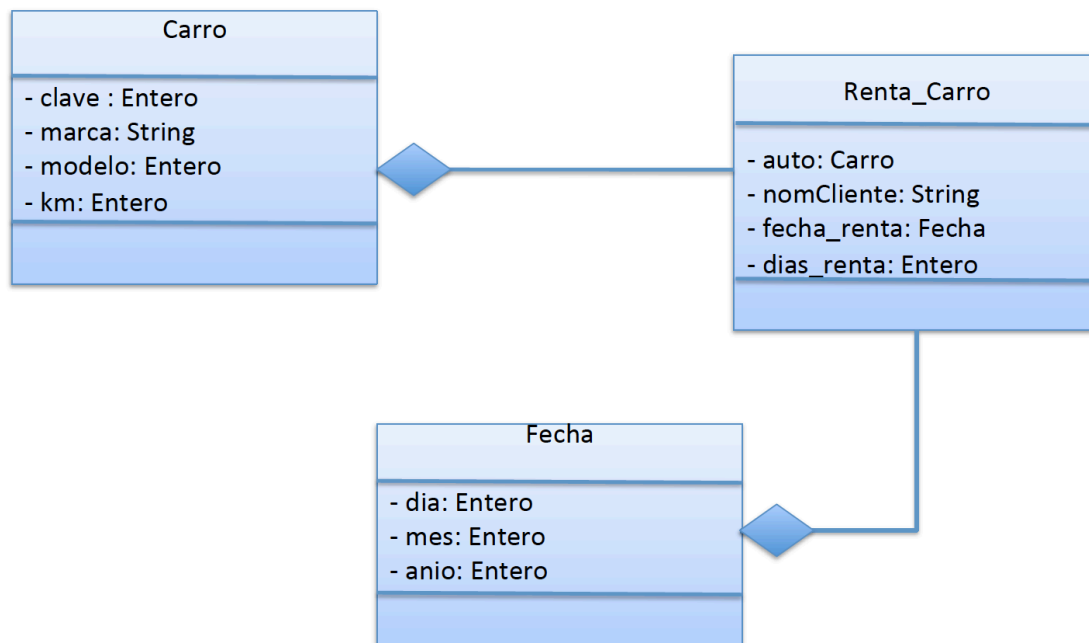 Carro
- clave : Entero
- marca: String
- modelo: Entero
- km: Entero
Renta_Carro
- auto: Carro
- nomCliente: String
- fecha_renta: Fecha
- dias_renta: Entero
Fecha
- dia: Entero
- mes: Entero
- anio: Entero